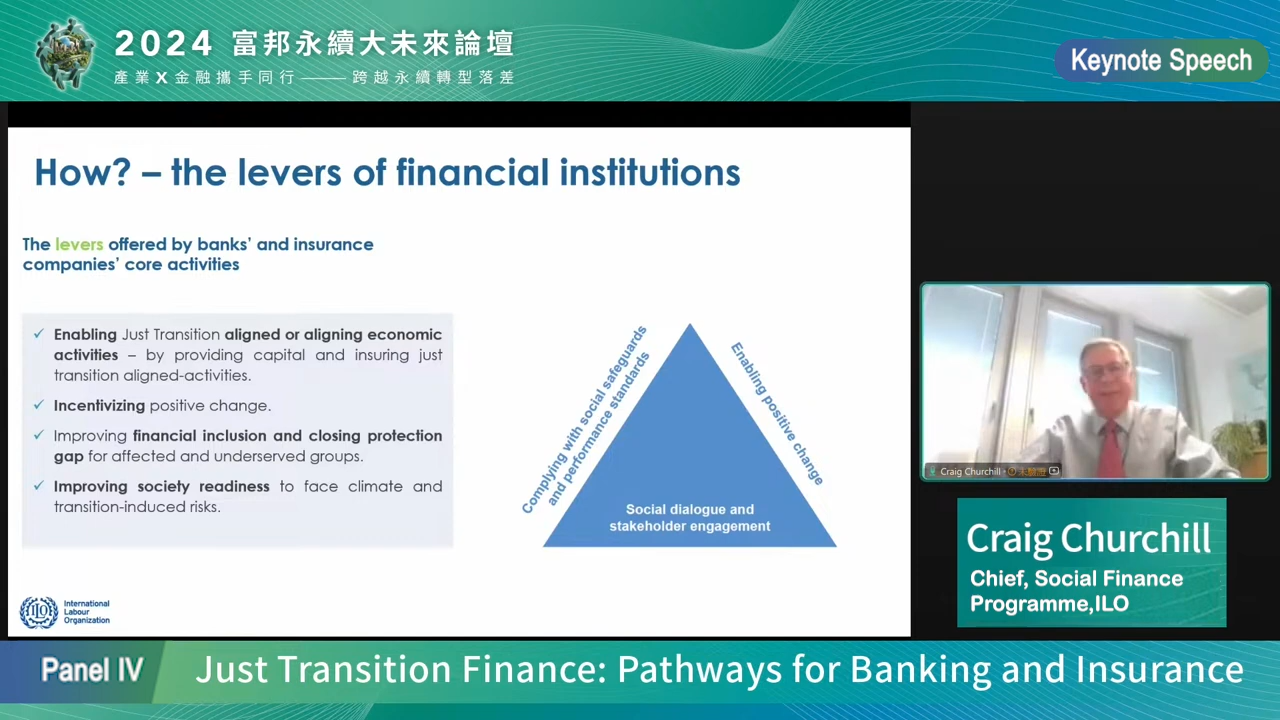 2024 富邦永續大未來論壇
產業 X 金融攜手同行 —— 跨越永續轉型落差
Keynote Speech
How? – the levers of financial institutions
The levers offered by banks’ and insurance
companies’ core activities
✓ Enabling Just Transition aligned or aligning economic
activities – by providing capital and insuring just
transition aligned-activities.
✓ Incentivizing positive change.
✓ Improving financial inclusion and closing protection
gap for affected and underserved groups.
✓ Improving society readiness to face climate and
transition-induced risks.
Complying with social safeguards
and performance standards
Enabling positive change
Social dialogue and
stakeholder engagement
ILO
International
Labour
Organization
Craig Churchill
Craig Churchill
Chief, Social Finance
Programme,ILO
Panel IV
Just Transition Finance: Pathways for Banking and Insurance